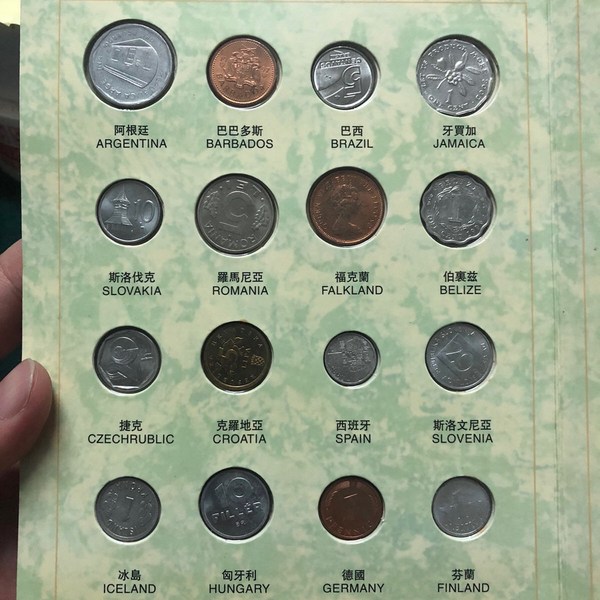 阿根廷 巴巴多斯 巴西 牙買加
ARGENTINA BARBADOS BRAZIL JAMAICA
10
斯洛伐克 羅馬尼亞 福克蘭 伯裏茲
SLOVAKIA ROMANIA FALKLAND BELIZE
捷克 克羅地亞 西班牙 斯洛文尼亞
CZECHRUBLIC CROATIA SPAIN SLOVENIA
10
FILLÉR
冰島 匈牙利 德國 芬蘭
ICELAND HUNGARY GERMANY FINLAND